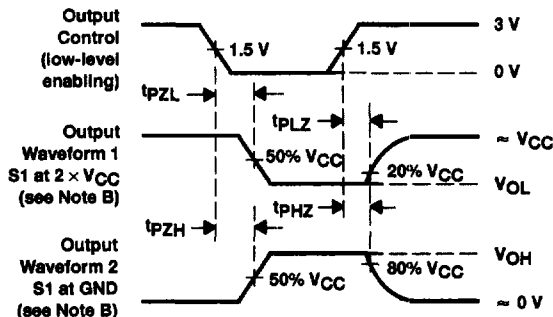 Output
Control
(low-level
enabling)
3 V
1.5 V
1.5 V
0 V
tPZL
tPLZ
Output
Waveform 1
S1 at 2 × VCC
(see Note B)
≈ VCC
50% VCC
20% VCC
VOL
tPZH
tPHZ
Output
Waveform 2
S1 at GND
(see Note B)
VOH
50% VCC
80% VCC
≈ 0 V